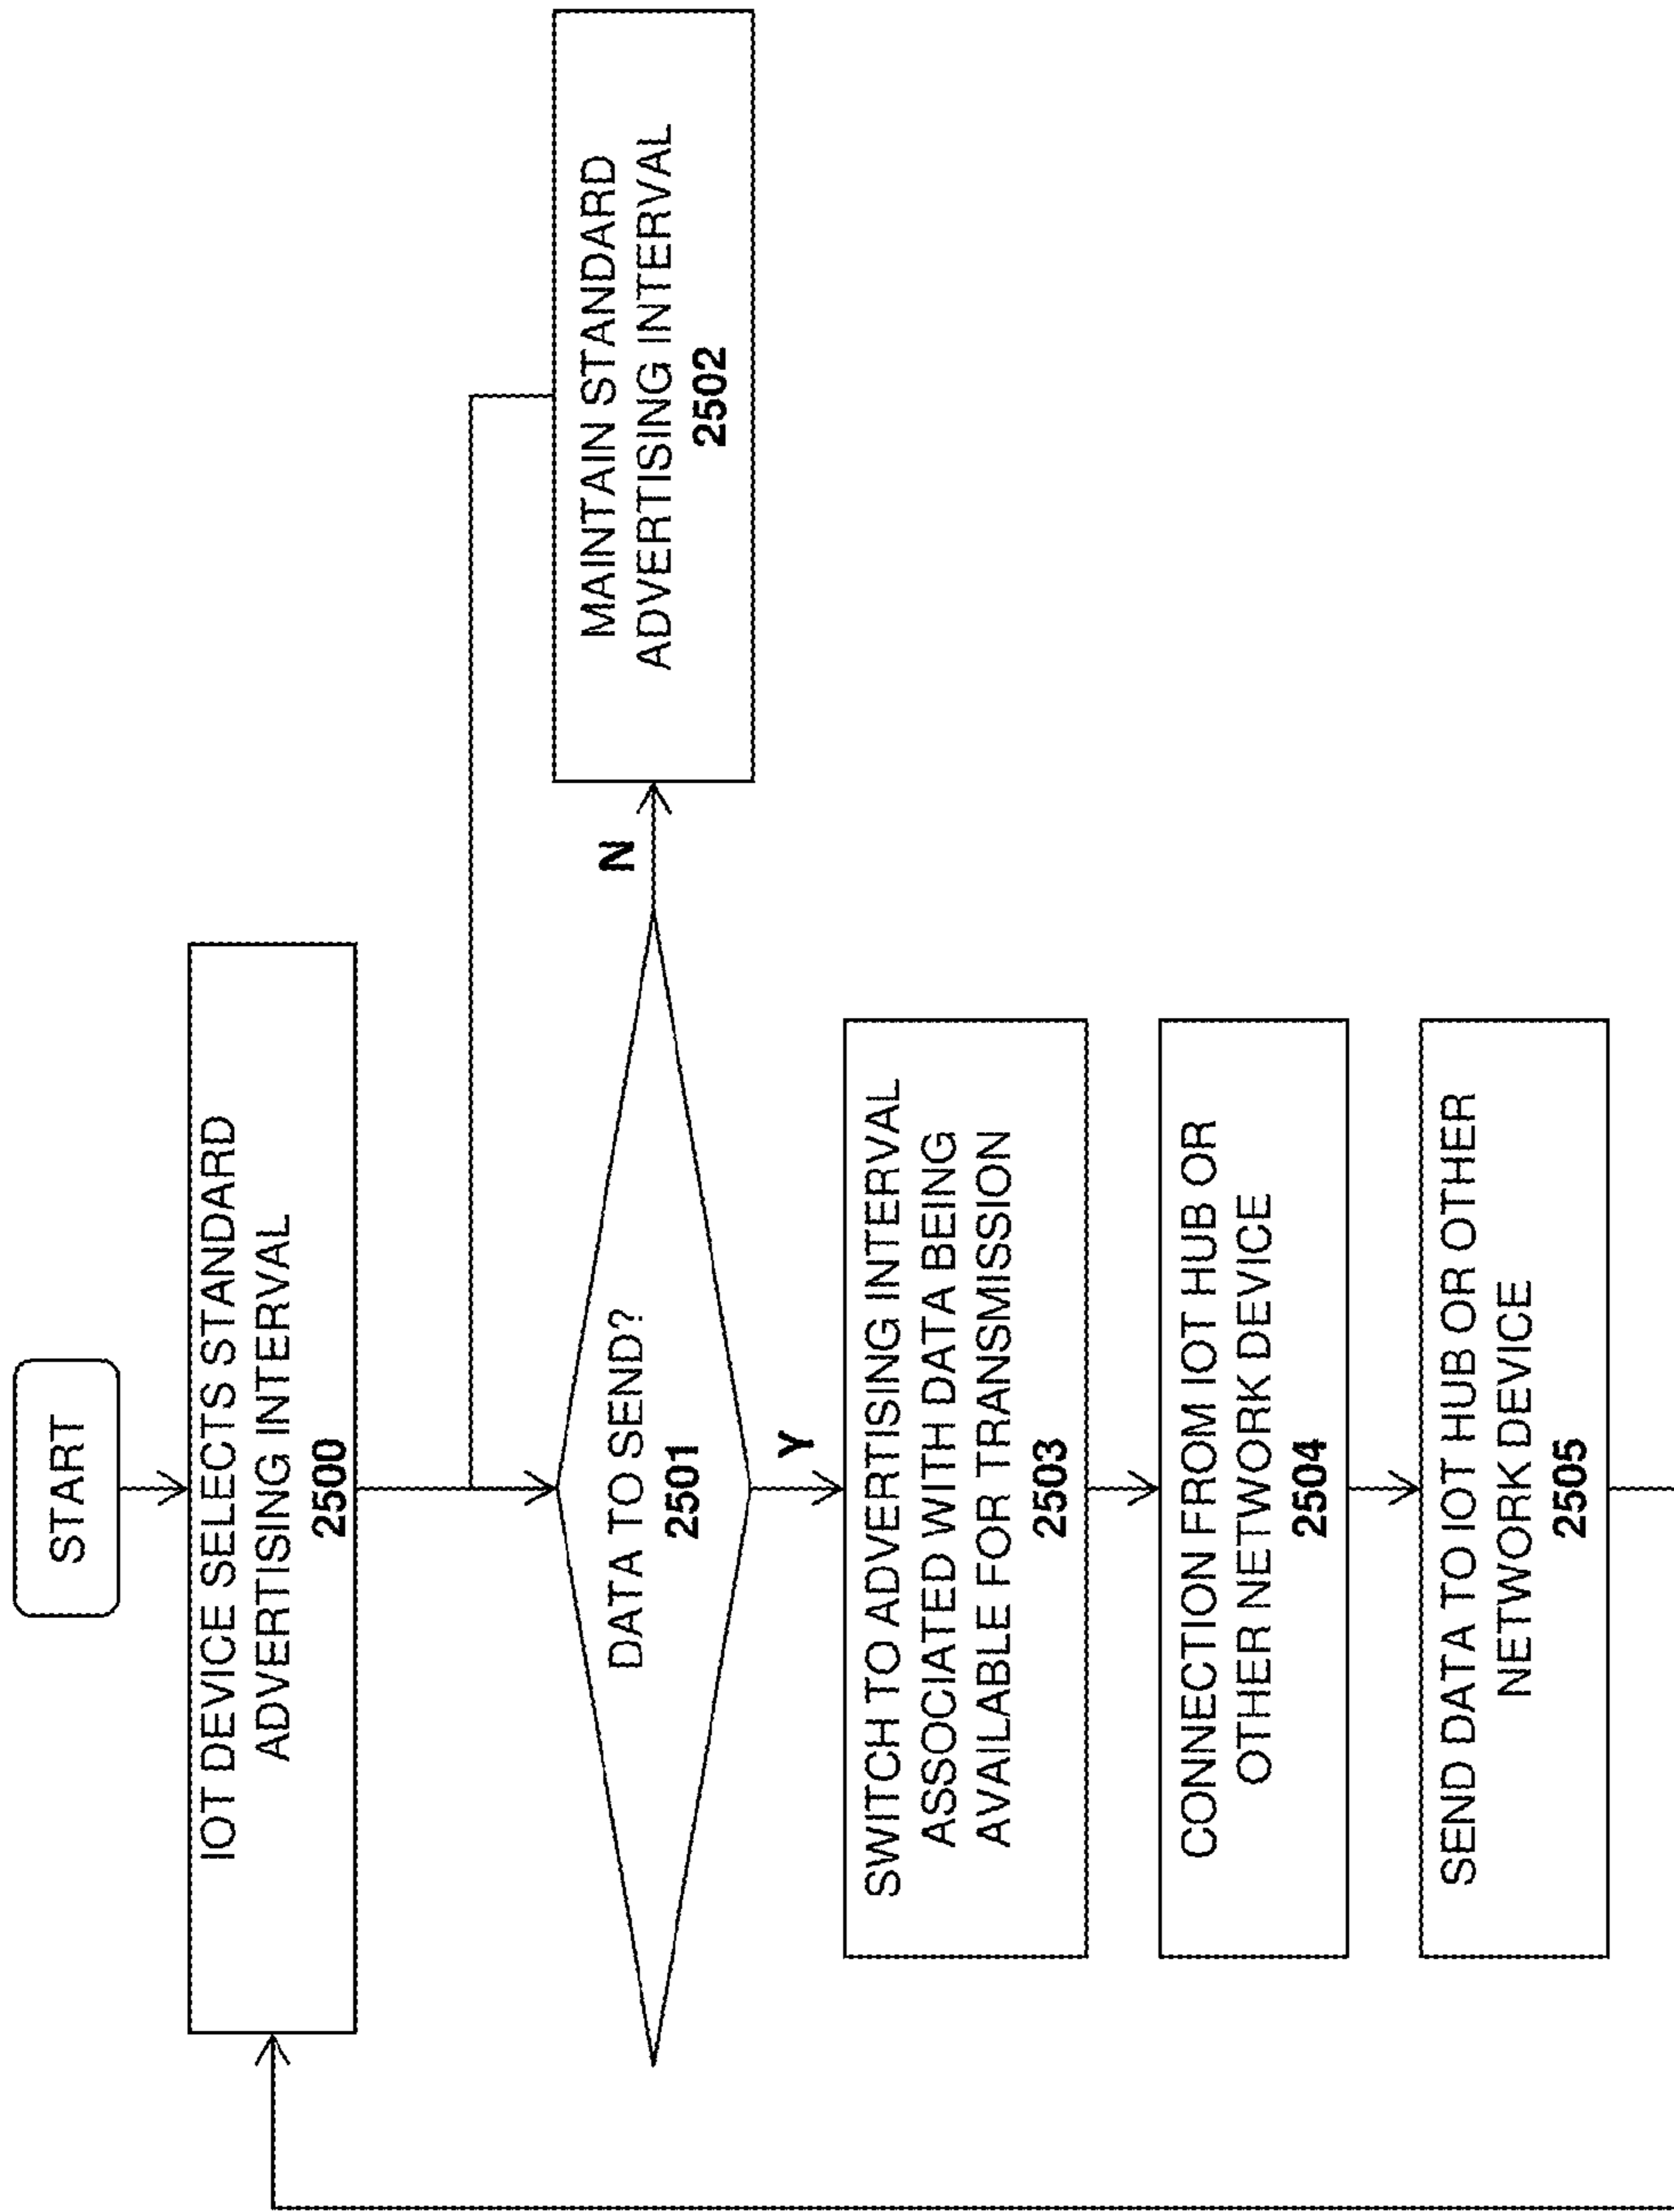 START
IOT DEVICE SELECTS STANDARD
ADVERTISING INTERVAL
2500
DATA TO SEND?
2501
N
MAINTAIN STANDARD
ADVERTISING INTERVAL
2502
Y
SWITCH TO ADVERTISING INTERVAL
ASSOCIATED WITH DATA BEING
AVAILABLE FOR TRANSMISSION
2503
CONNECTION FROM IOT HUB OR
OTHER NETWORK DEVICE
2504
SEND DATA TO IOT HUB OR OTHER
NETWORK DEVICE
2505